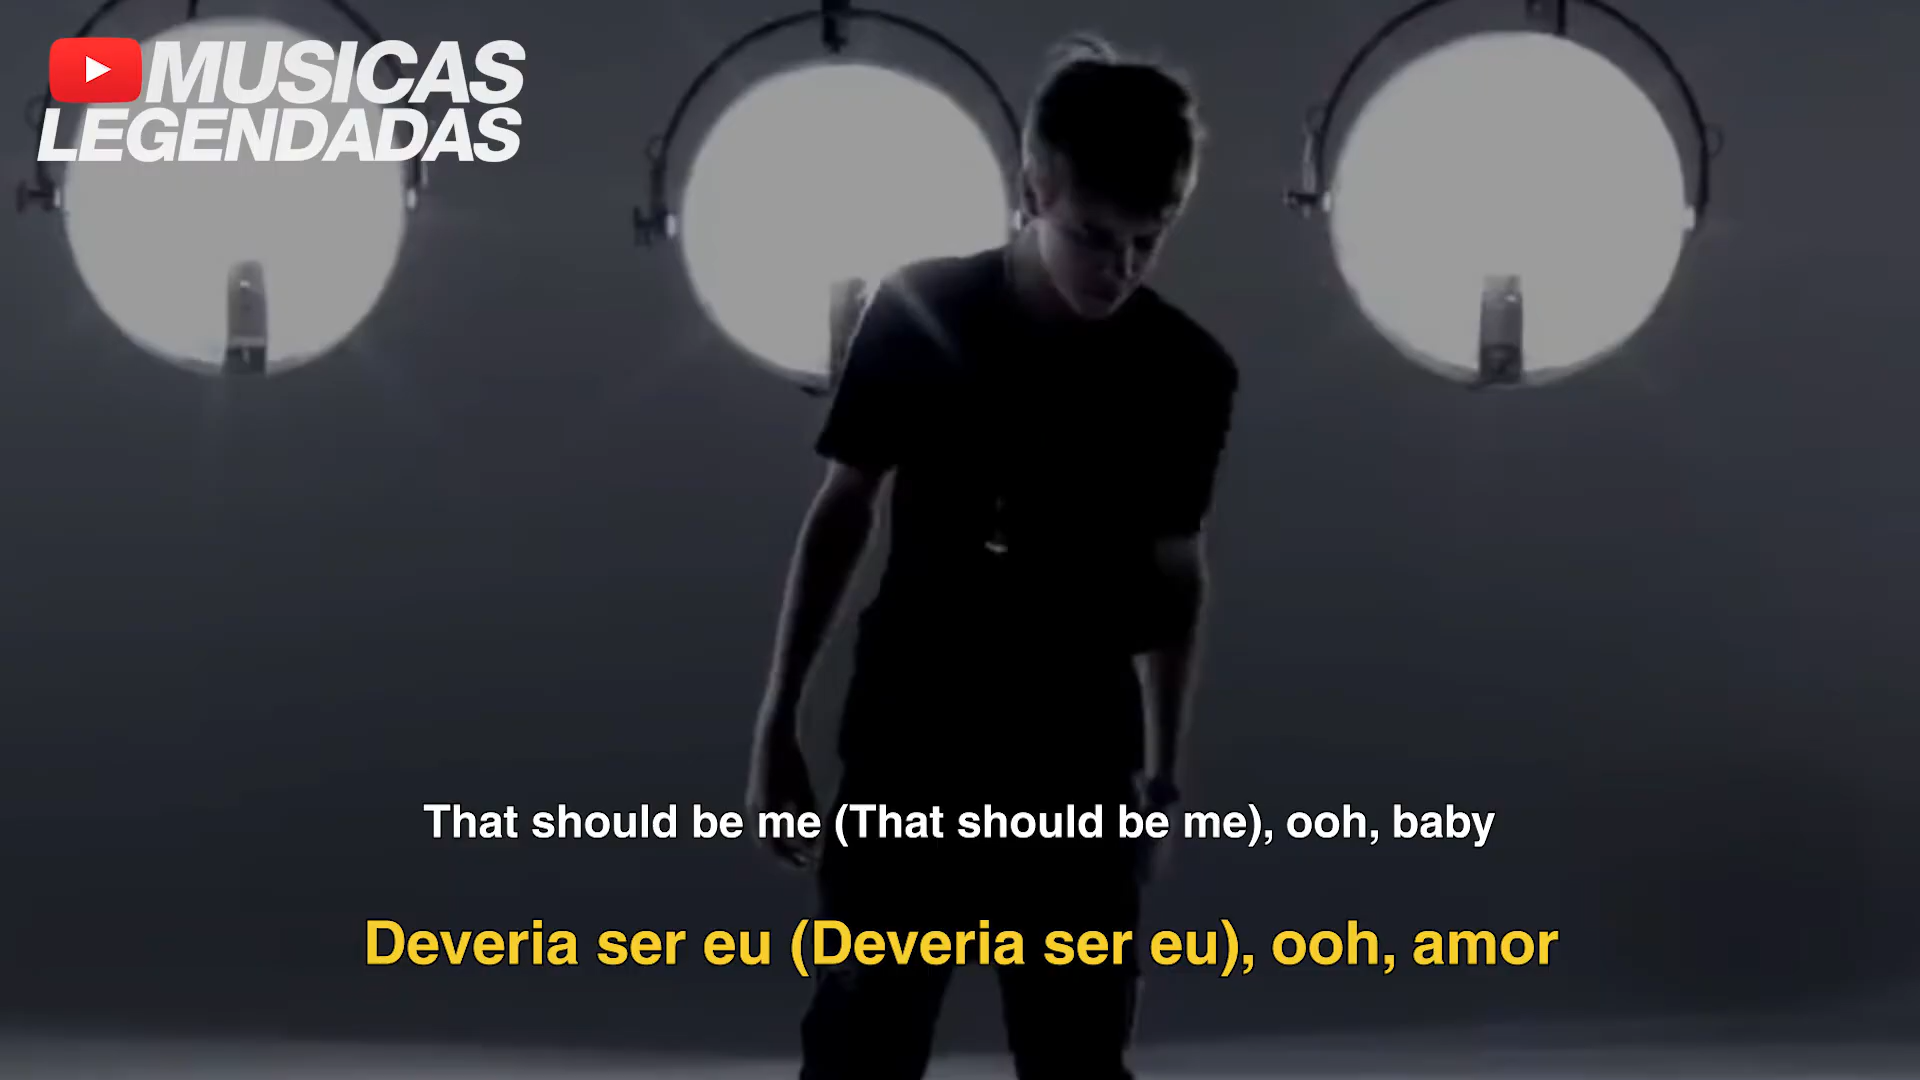 MUSICAS
LEGENDADAS
That should be me (That should be me), ooh, baby
Deveria ser eu (Deveria ser eu), ooh, amor